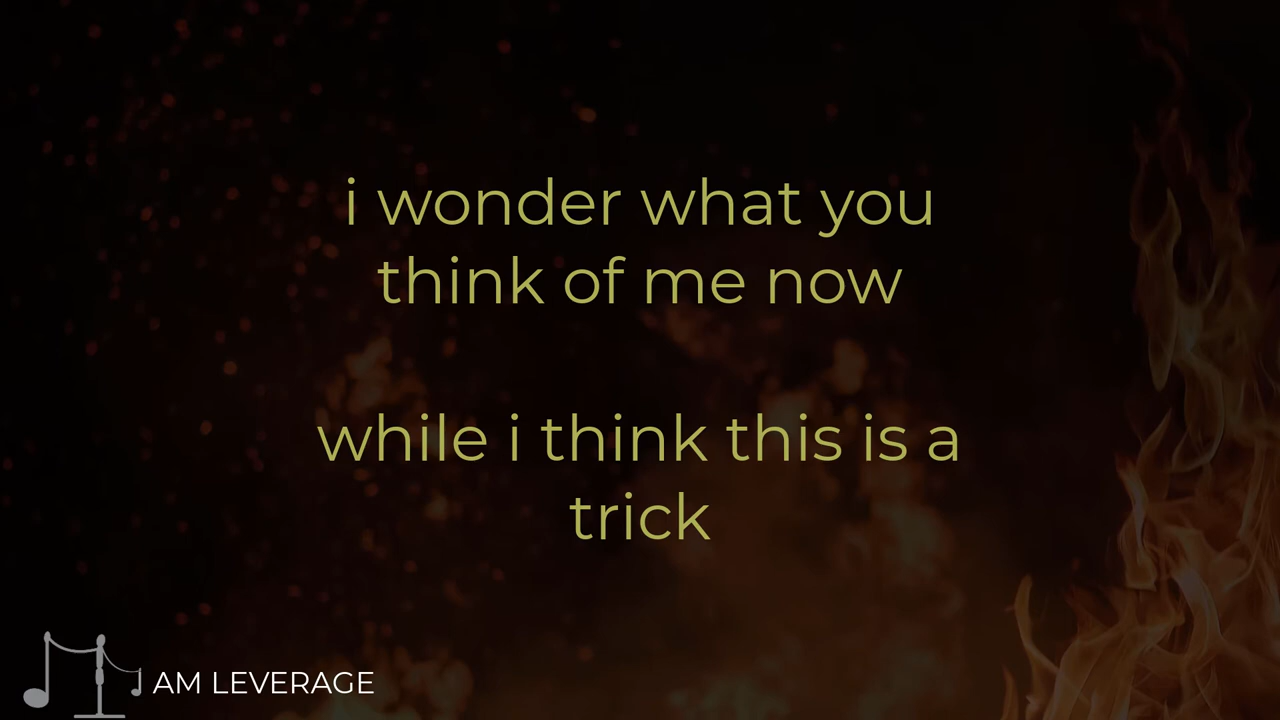 i wonder what you
think of me now
while i think this is a
trick
AM LEVERAGE